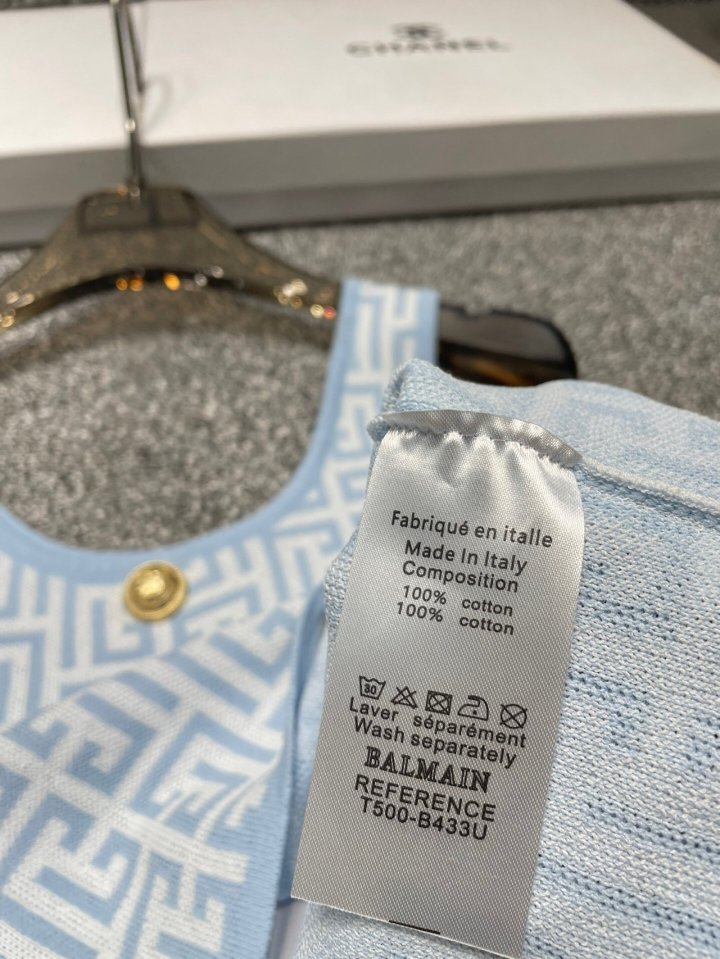 CHANEL
Fabriqué en italle
Made In Italy
Composition
100% cotton
100% cotton
30
Laver séparément
Wash separately
BALMAIN
REFERENCE
T500-B433U